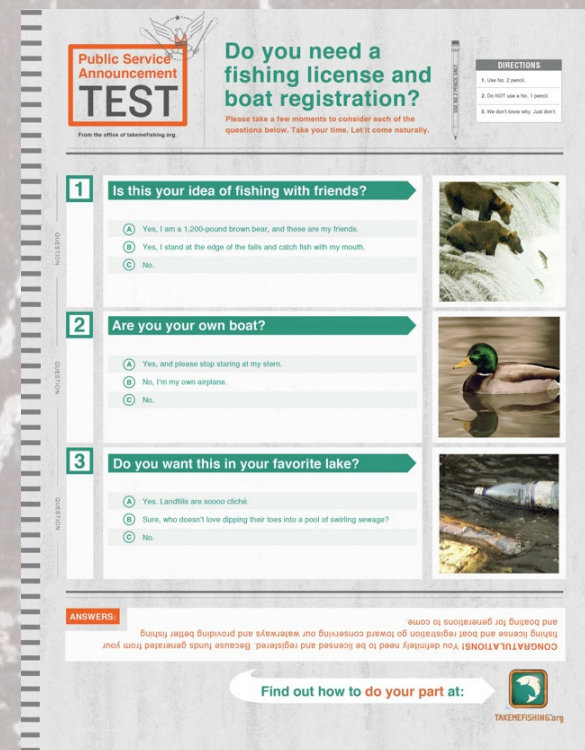 Public Service
Announcement
TEST
From the office of takemefishing.org.
Do you need a
fishing license and
boat registration?
Please take a few moments to consider each of the
questions below. Take your time. Let it come naturally.
USE NO. 2 PENCIL ONLY
DIRECTIONS
1. Use No. 2 pencil.
2. Do NOT use a No. 1 pencil.
3. We don't know why. Just don't.
QUESTION
1
Is this your idea of fishing with friends?
A Yes, I am a 1,200-pound brown bear, and these are my friends.
B Yes, I stand at the edge of the falls and catch fish with my mouth.
C No.
QUESTION
2
Are you your own boat?
A Yes, and please stop staring at my stern.
B No, I'm my own airplane.
C No.
QUESTION
3
Do you want this in your favorite lake?
A Yes. Landfills are soooo cliché.
B Sure, who doesn't love dipping their toes into a pool of swirling sewage?
C No.
ANSWERS:
CONGRATULATIONS! You definitely need to be licensed and registered. Because funds generated from your
fishing license and boat registration go toward conserving our waterways and providing better fishing
and boating for generations to come.
Find out how to do your part at:
TAKEMEFISHING.org